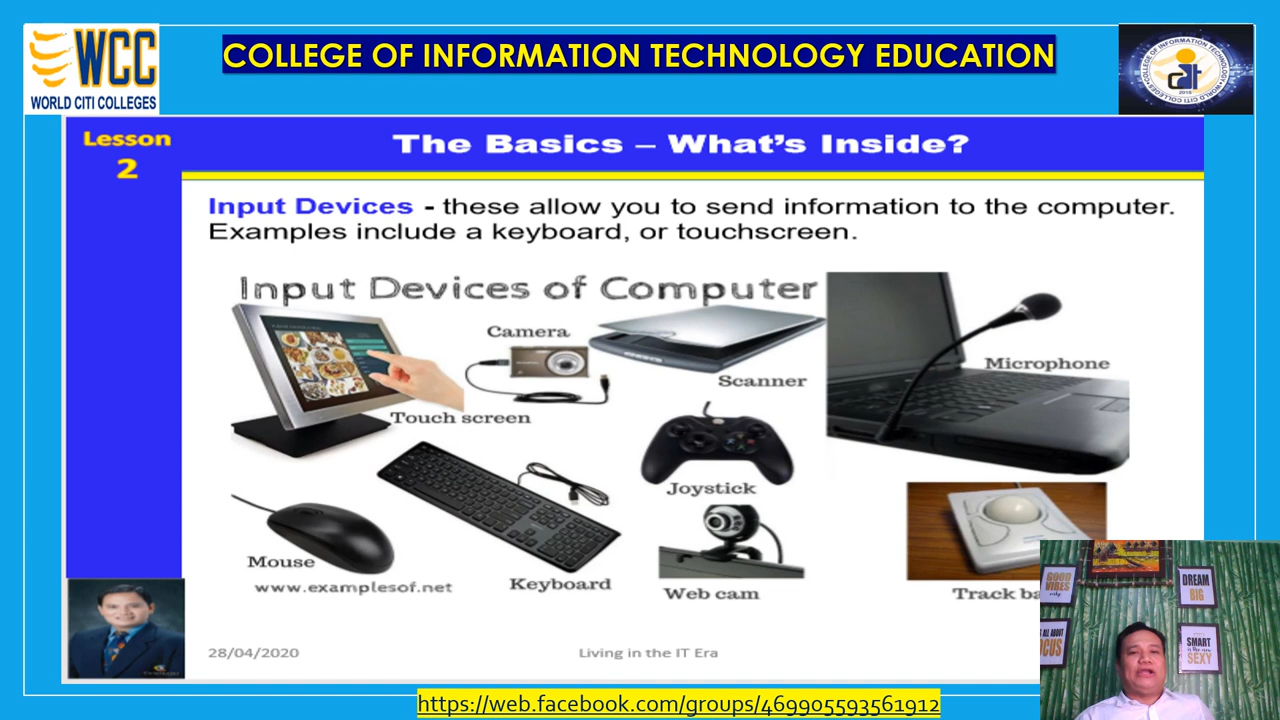 WCC
WORLD CITI COLLEGES
COLLEGE OF INFORMATION TECHNOLOGY EDUCATION
Lesson
2
The Basics – What's Inside?
Input Devices - these allow you to send information to the computer.
Examples include a keyboard, or touchscreen.
Input Devices of Computer
Camera
Scanner
Microphone
Touch screen
Joystick
Mouse
Keyboard
Web cam
Track ba
www.examplesof.net
28/04/2020
Living in the IT Era
GOOD
VIBES
only
DREAM
BIG
ALL ABOUT
FOCUS
SMART
is the new
SEXY
https://web.facebook.com/groups/469905593561912